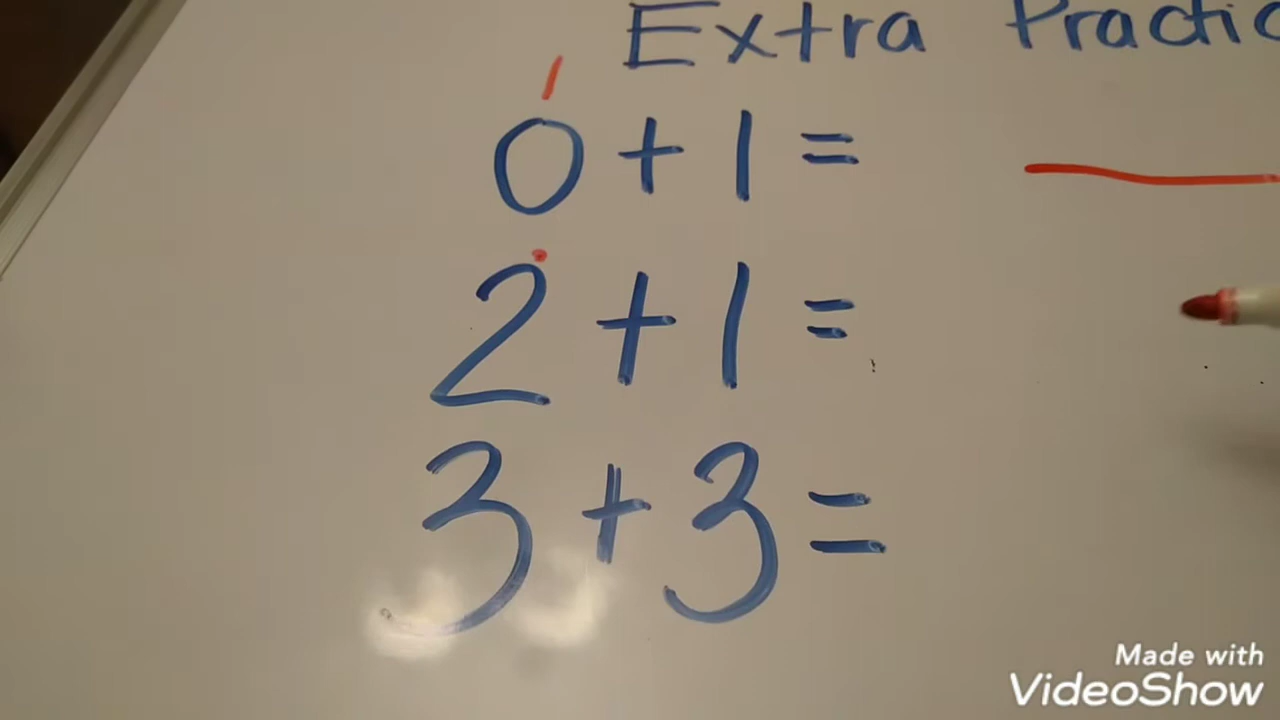 Extra Practic
0 + 1 =
2 + 1 =
3 + 3 =
Made with
VideoShow